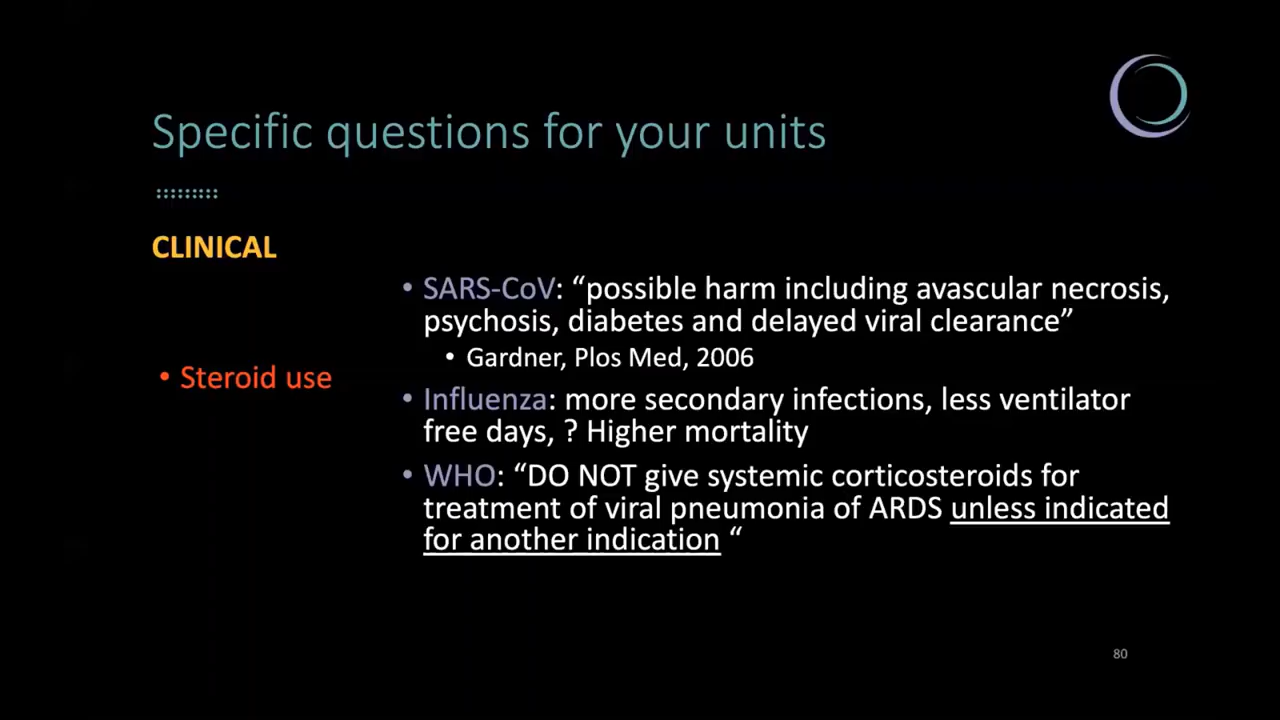 Specific questions for your units
CLINICAL
• Steroid use
• SARS-CoV: “possible harm including avascular necrosis,
psychosis, diabetes and delayed viral clearance”
• Gardner, Plos Med, 2006
• Influenza: more secondary infections, less ventilator
free days, ? Higher mortality
• WHO: “DO NOT give systemic corticosteroids for
treatment of viral pneumonia of ARDS unless indicated
for another indication “
80